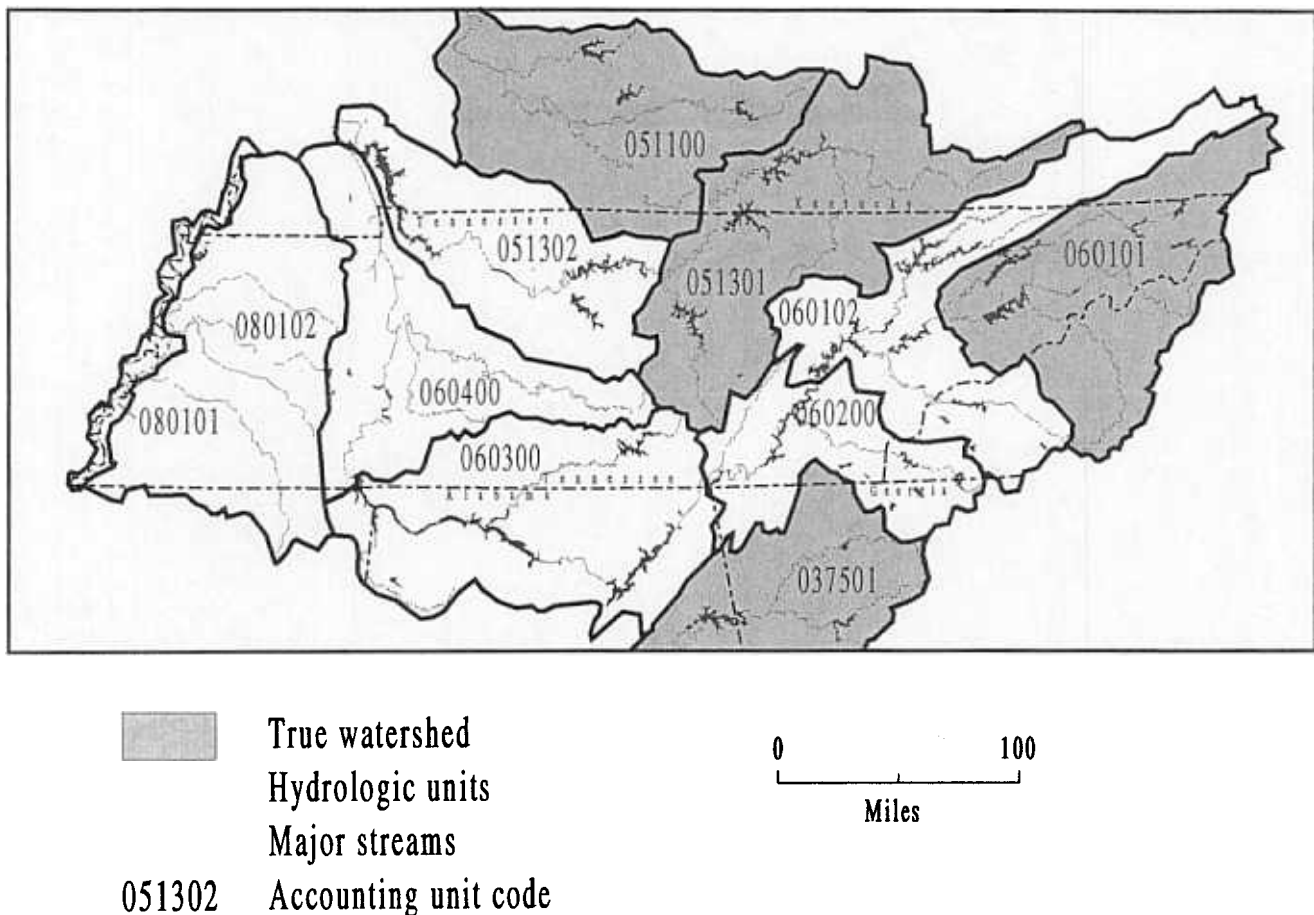 051100
Tennessee
Kentucky
051302
060101
051301
060102
080102
060400
060200
080101
060300
Alabama
Tennessee
Georgia
037501
True watershed
Hydrologic units
Major streams
051302 Accounting unit code
0 100
Miles